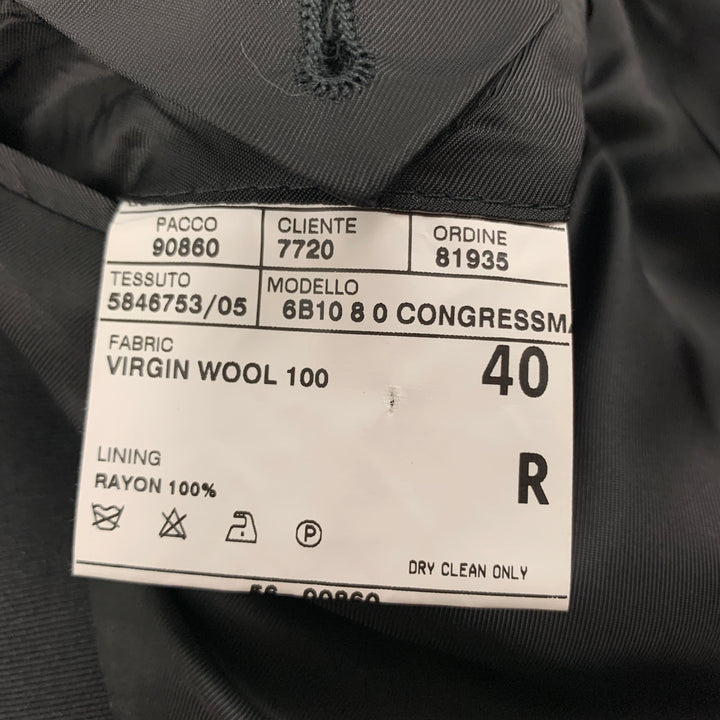 PACCO CLIENTE ORDINE
90860 7720 81935
TESSUTO MODELLO
5846753/05 6B10 8 0 CONGRESSMA
FABRIC
VIRGIN WOOL 100
40
LINING
RAYON 100%
R
P
DRY CLEAN ONLY
90860